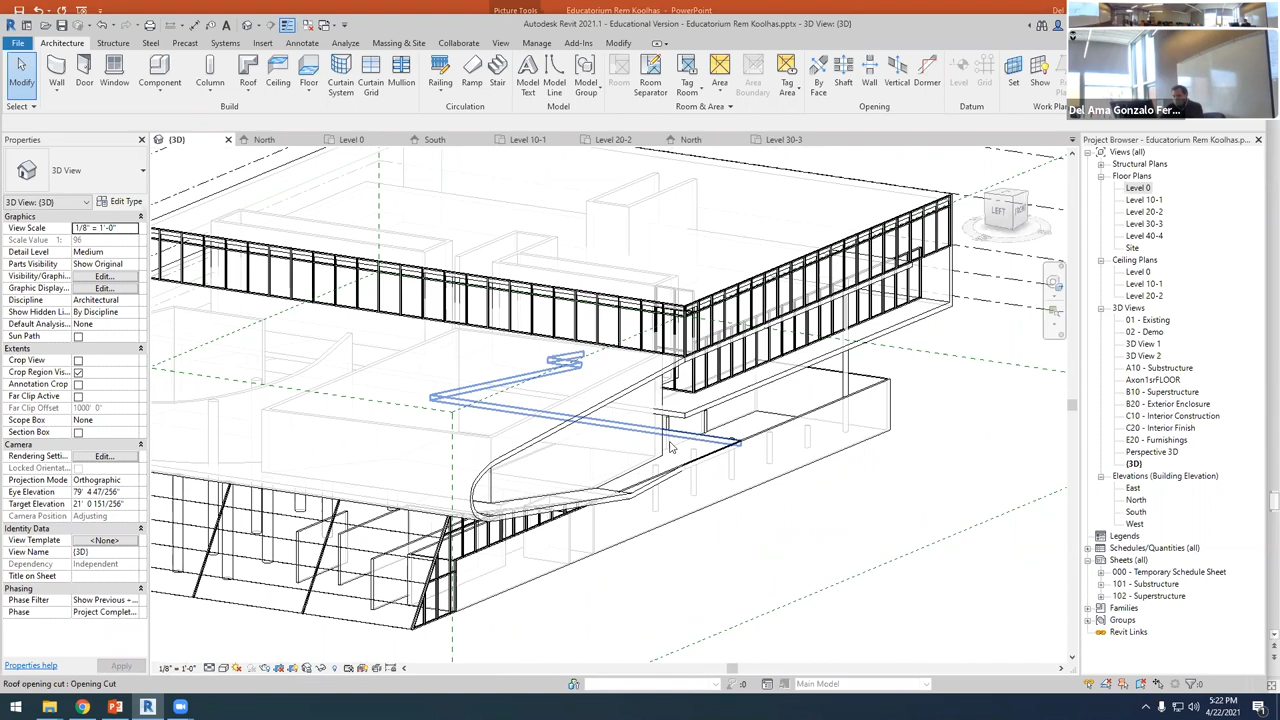 Picture Tools
Educatorium Rem Koolhas.pptx - PowerPoint
Autodesk Revit 2021.1 - Educational Version - Educatorium Rem Koolhas.pptx - 3D View: {3D}
File Architecture Structure Steel Precast Systems Insert Annotate Analyze Massing & Site Collaborate View Manage Add-Ins Modify
Modify Wall Door Window Component Column Roof Ceiling Floor Curtain System Curtain Grid Mullion Railing Ramp Stair Model Text Model Line Model Group Room Room Separator Tag Room Area Area Boundary Tag Area By Face Shaft Wall Vertical Dormer Level Grid Set Show
Select Build Circulation Model Room & Area Opening Datum Work Plan
Del Ama Gonzalo Fer...
Properties
{3D} North Level 0 South Level 10-1 Level 20-2 North Level 30-3
Project Browser - Educatorium Rem Koolhas.pptx
3D View
3D View: {3D} Edit Type
Graphics
View Scale 1/8" = 1'-0"
Scale Value 1: 96
Detail Level Medium
Parts Visibility Show Original
Visibility/Graphi... Edit...
Graphic Display... Edit...
Discipline Architectural
Show Hidden Li... By Discipline
Default Analysis... None
Sun Path
Extents
Crop View
Crop Region Vis...
Annotation Crop
Far Clip Active
Far Clip Offset 1000' 0"
Scope Box None
Section Box
Camera
Rendering Setti... Edit...
Locked Orientat...
Projection Mode Orthographic
Eye Elevation 79' 4.47/256"
Target Elevation 21' 0.151/256"
Camera Position Adjusting
Identity Data
View Template <None>
View Name {3D}
Dependency Independent
Title on Sheet
Phasing
Phase Filter Show Previous + ...
Phase Project Complet...
Properties help Apply
LEFT
Views (all)
Structural Plans
Floor Plans
Level 0
Level 10-1
Level 20-2
Level 30-3
Level 40-4
Site
Ceiling Plans
Level 0
Level 10-1
Level 20-2
3D Views
01 - Existing
02 - Demo
3D View 1
3D View 2
A10 - Substructure
Axon1srFLOOR
B10 - Superstructure
B20 - Exterior Enclosure
C10 - Interior Construction
C20 - Interior Finish
E20 - Furnishings
Perspective 3D
{3D}
Elevations (Building Elevation)
East
North
South
West
Legends
Schedules/Quantities (all)
Sheets (all)
000 - Temporary Schedule Sheet
101 - Substructure
102 - Superstructure
Families
Groups
Revit Links
1/8" = 1'-0"
Roof opening cut : Opening Cut
:0
Main Model
:0
5:22 PM
4/22/2021